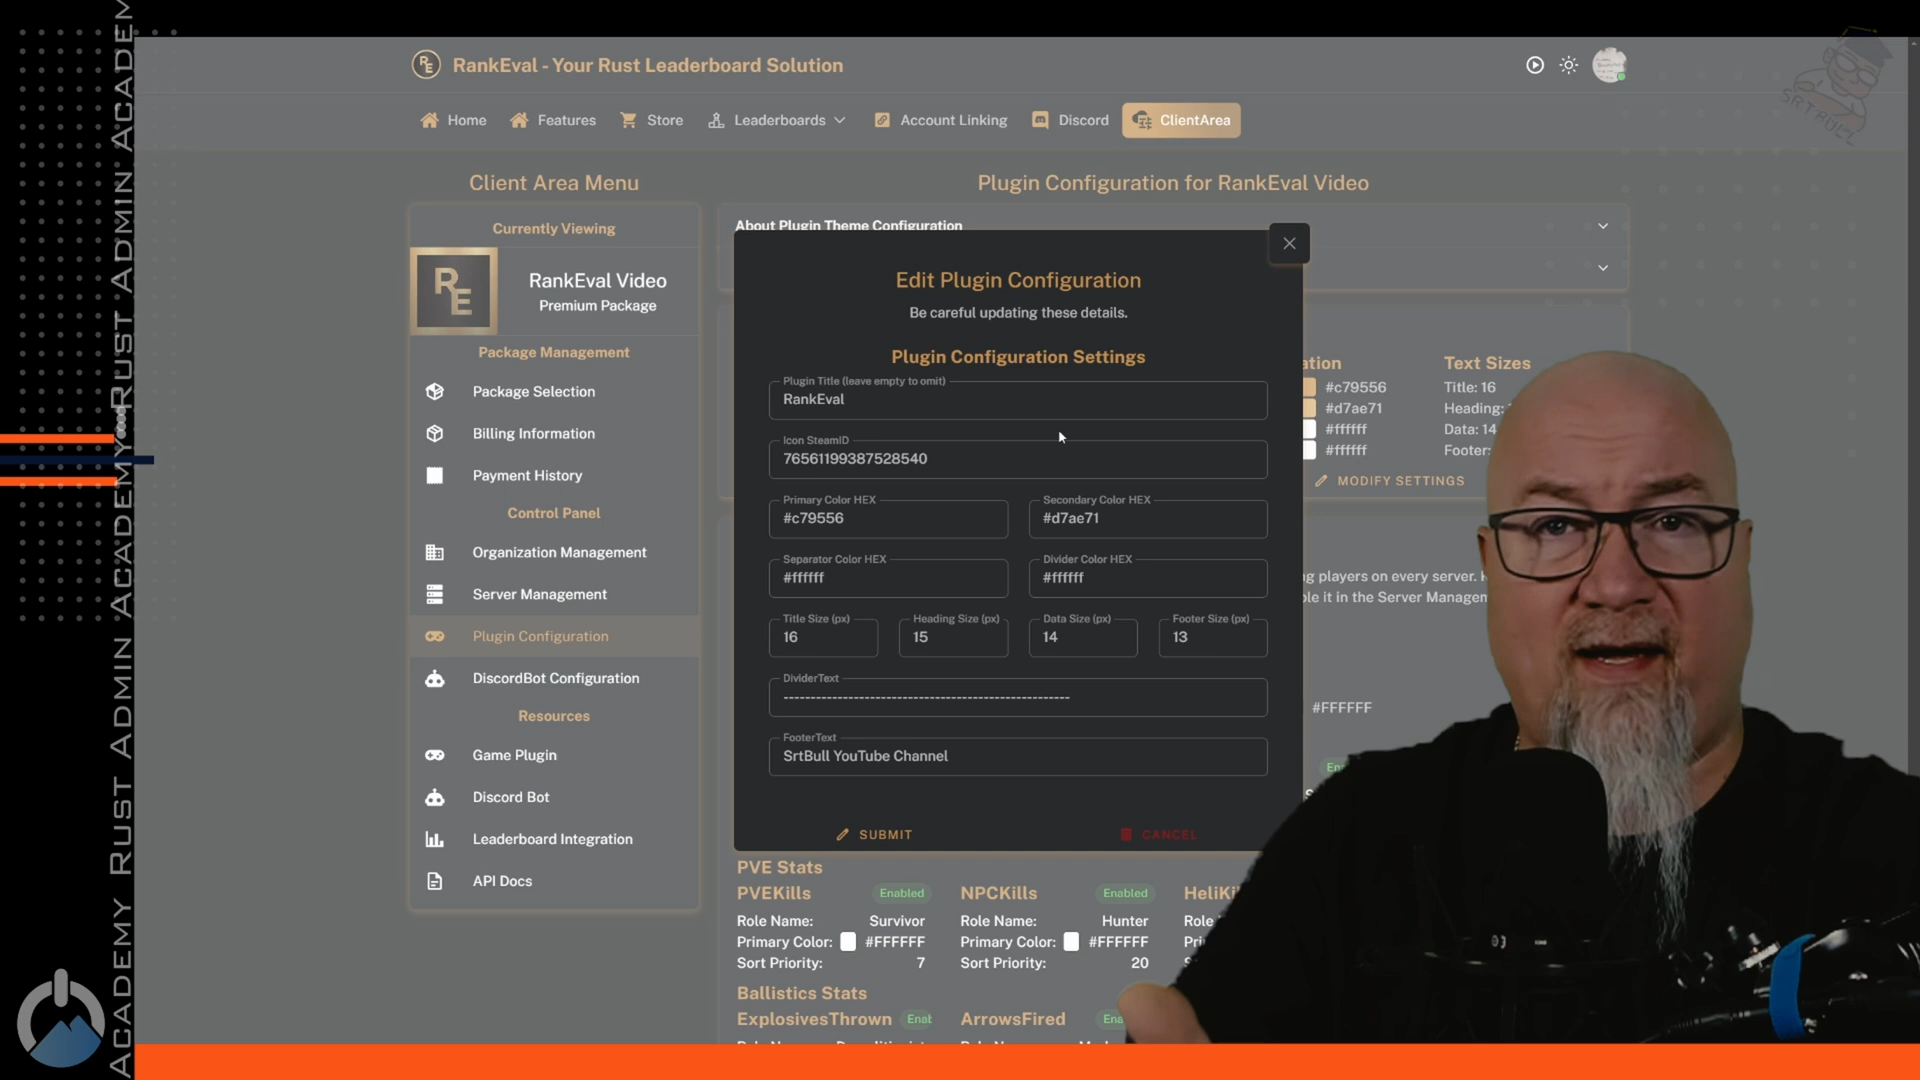 RankEval - Your Rust Leaderboard Solution
Home
Features
Store
Leaderboards
Account Linking
Discord
ClientArea
Client Area Menu
Currently Viewing
RankEval Video
Premium Package
Package Management
Package Selection
Billing Information
Payment History
Control Panel
Organization Management
Server Management
Plugin Configuration
DiscordBot Configuration
Resources
Game Plugin
Discord Bot
Leaderboard Integration
API Docs
Plugin Configuration for RankEval Video
About Plugin Theme Configuration
Edit Plugin Configuration
Be careful updating these details.
Plugin Configuration Settings
Plugin Title (leave empty to omit)
RankEval
Icon SteamID
76561199387528540
Primary Color HEX
#c79556
Secondary Color HEX
#d7ae71
Separator Color HEX
#ffffff
Divider Color HEX
#ffffff
Title Size (px)
16
Heading Size (px)
15
Data Size (px)
14
Footer Size (px)
13
DividerText
-----------------------------------------------------
FooterText
SrtBull YouTube Channel
SUBMIT
CANCEL
#c79556
#d7ae71
#ffffff
#ffffff
Text Sizes
Title: 16
Heading:
Data: 14
Footer:
MODIFY SETTINGS
players on every server.
it in the Server
#FFFFFF
PVE Stats
PVEKills Enabled
Role Name: Survivor
Primary Color: #FFFFFF
Sort Priority: 7
NPCKills Enabled
Role Name: Hunter
Primary Color: #FFFFFF
Sort Priority: 20
Role
Ballistics Stats
ExplosivesThrown
ArrowsFired
ACADEMY RUST ADMIN ACADEMY RUST ADMIN
RE
SRTBULL